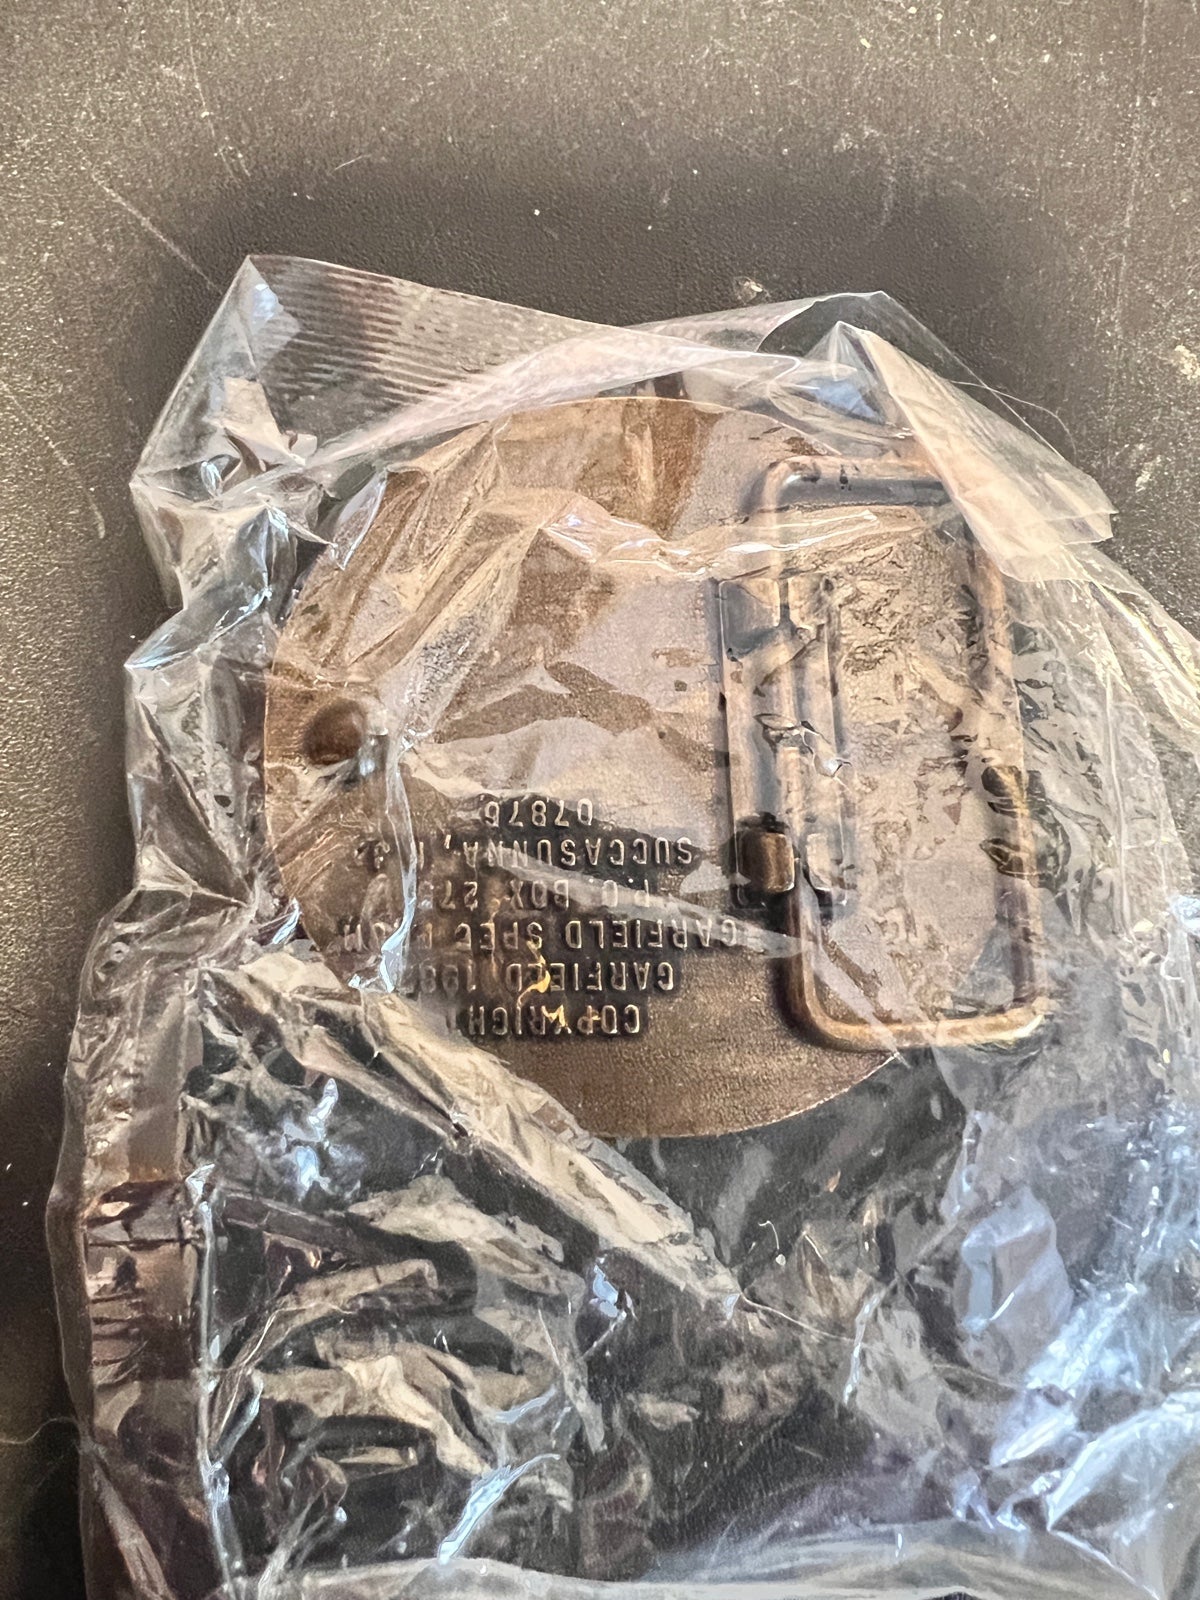 COPYRIGHT
GARFIELD
GARFIELD SPEC
P.O. BOX
SUCCASUNNA, N.J.
07876